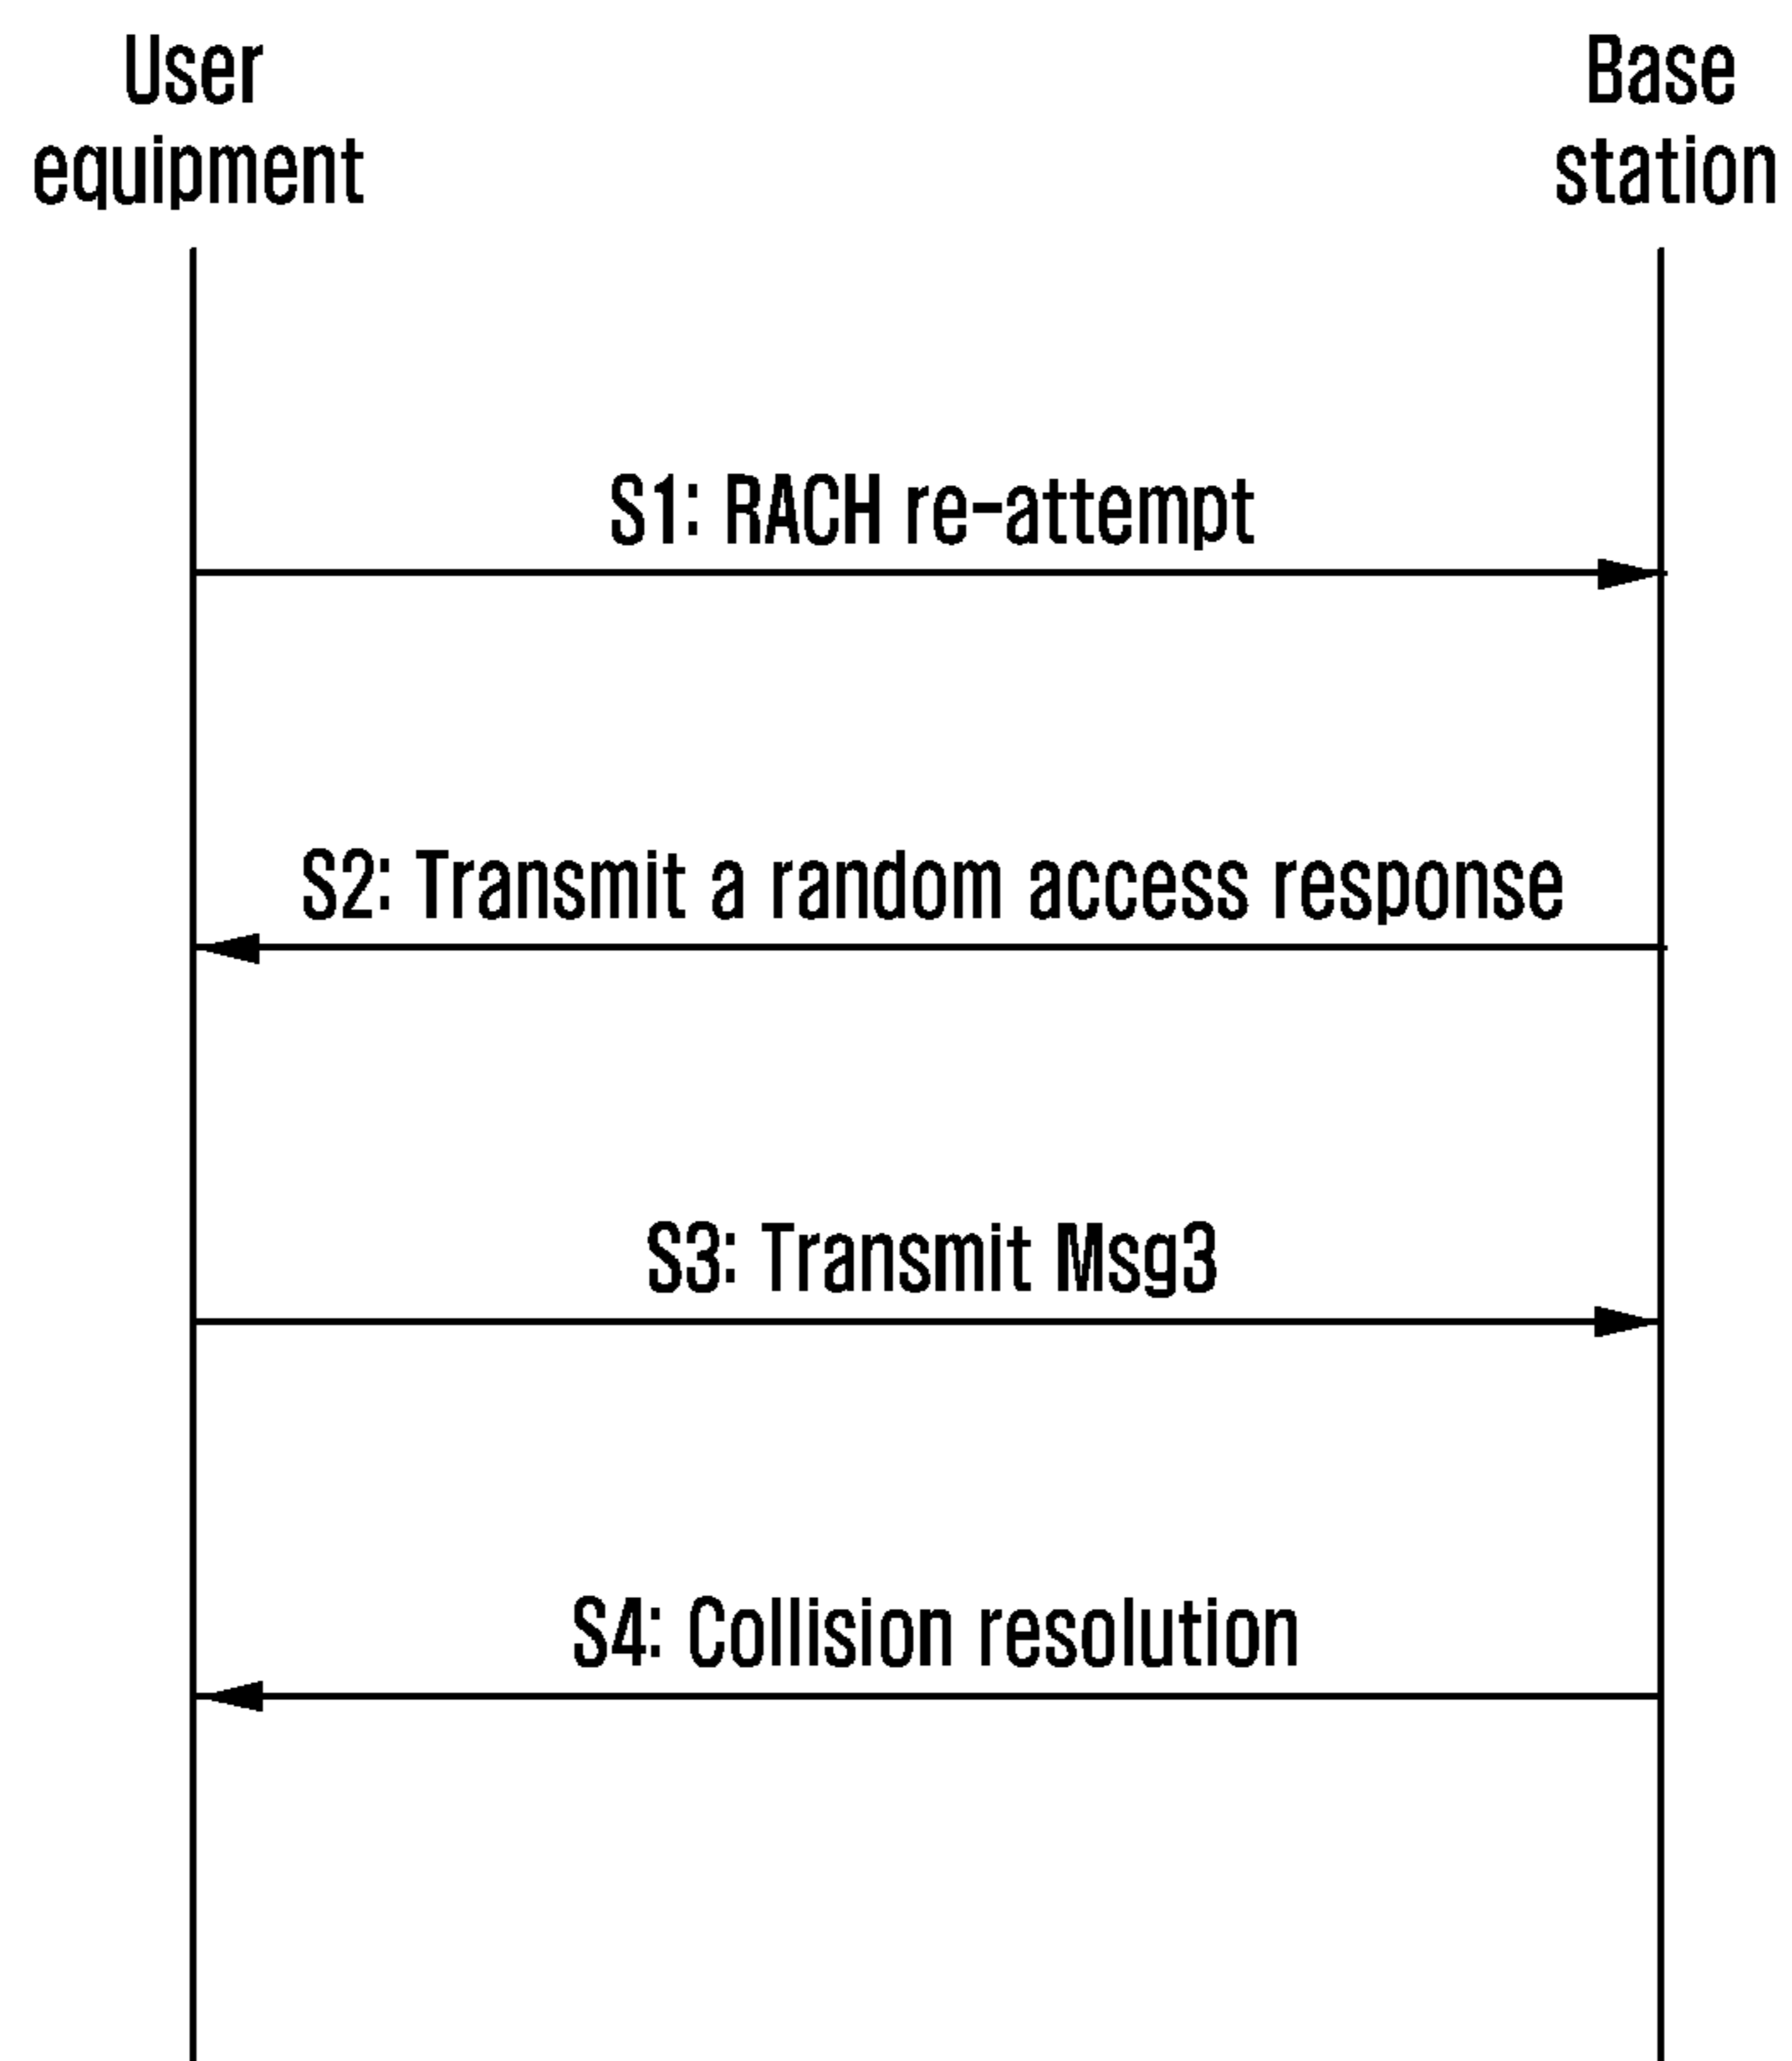 User
equipment
Base
station
S1: RACH re-attempt
S2: Transmit a random access response
S3: Transmit Msg3
S4: Collision resolution